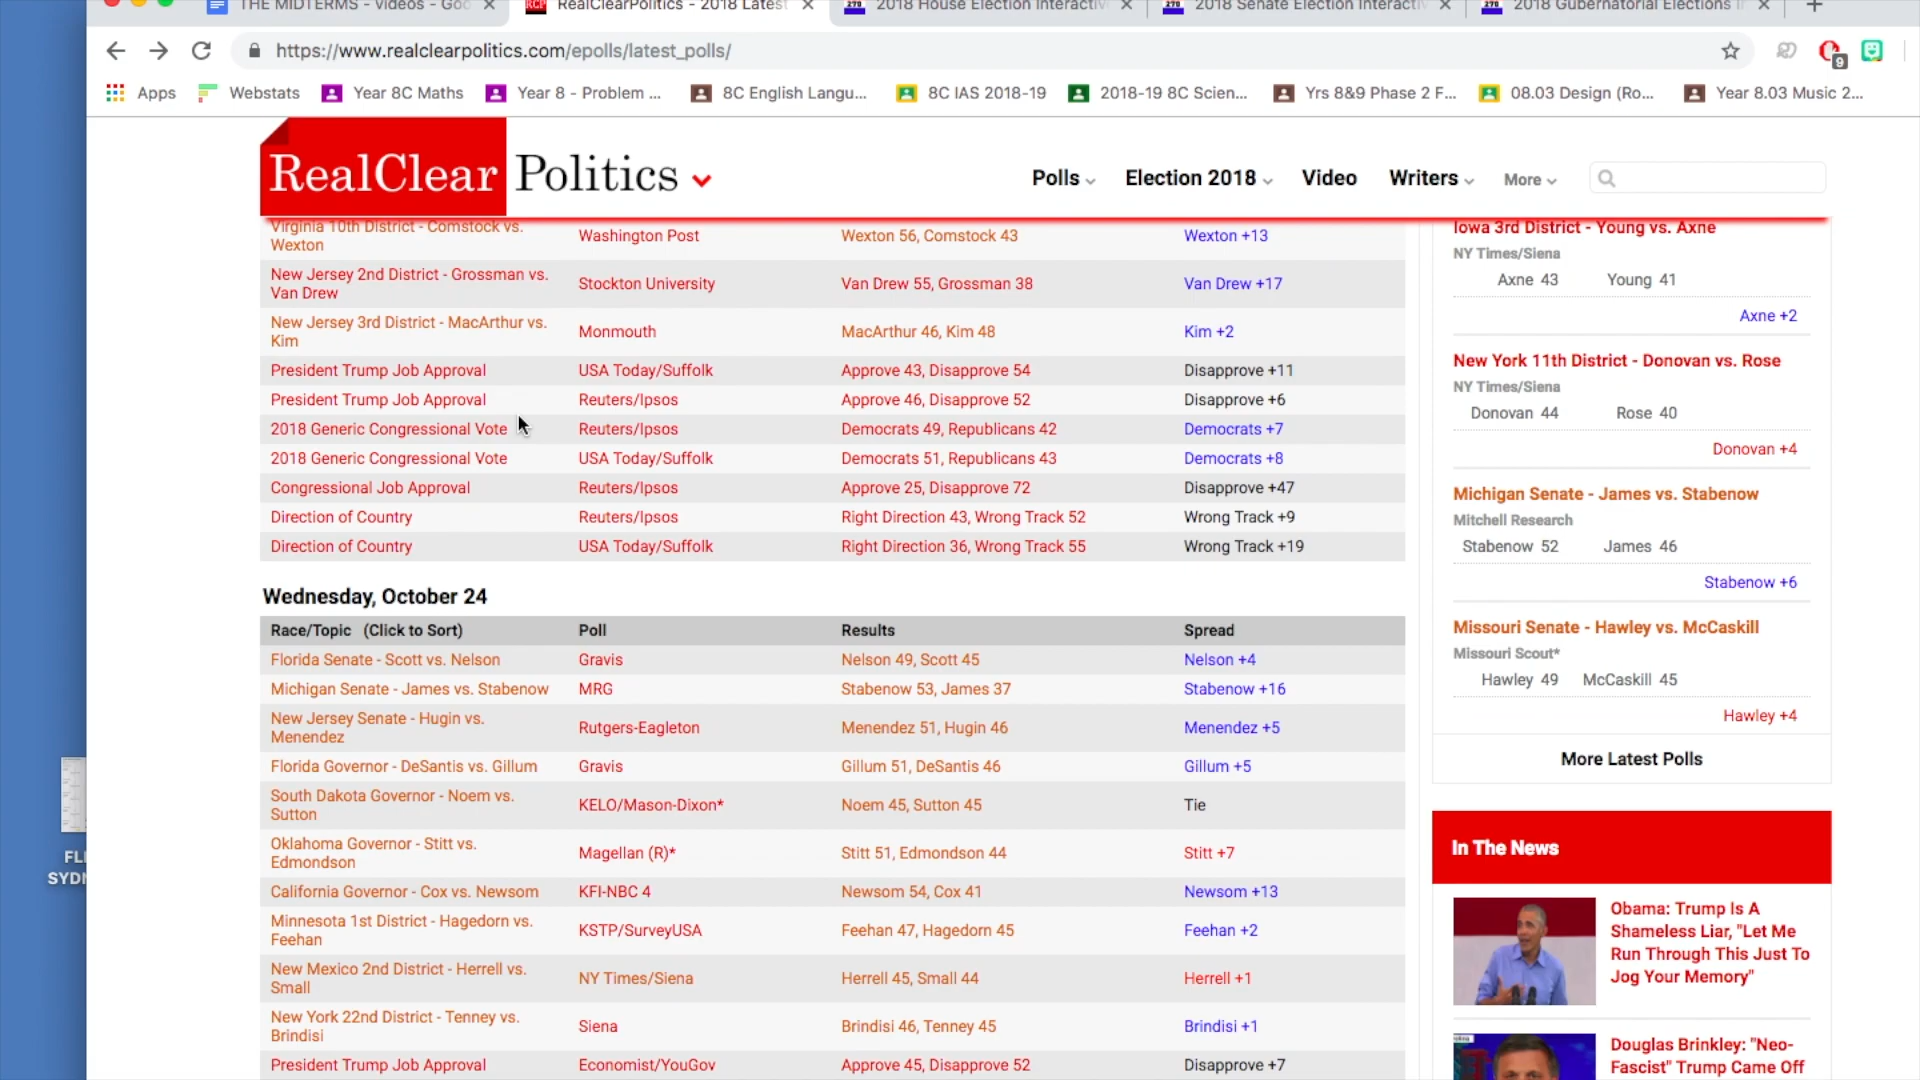 THE MIDTERMS - Videos - Goo
RealClearPolitics - 2018 Latest
2018 House Election Interactiv
2018 Senate Election Interacti
2018 Gubernatorial Elections I
https://www.realclearpolitics.com/epolls/latest_polls/
9
Apps
Webstats
Year 8C Maths
Year 8 - Problem ...
8C English Langu...
8C IAS 2018-19
2018-19 8C Scien...
Yrs 8&9 Phase 2 F...
08.03 Design (Ro...
Year 8.03 Music 2...
RealClear Politics
Polls
Election 2018
Video
Writers
More
Virginia 10th District - Comstock vs.
Wexton
Washington Post
Wexton 56, Comstock 43
Wexton +13
New Jersey 2nd District - Grossman vs.
Van Drew
Stockton University
Van Drew 55, Grossman 38
Van Drew +17
New Jersey 3rd District - MacArthur vs.
Kim
Monmouth
MacArthur 46, Kim 48
Kim +2
President Trump Job Approval
USA Today/Suffolk
Approve 43, Disapprove 54
Disapprove +11
President Trump Job Approval
Reuters/Ipsos
Approve 46, Disapprove 52
Disapprove +6
2018 Generic Congressional Vote
Reuters/Ipsos
Democrats 49, Republicans 42
Democrats +7
2018 Generic Congressional Vote
USA Today/Suffolk
Democrats 51, Republicans 43
Democrats +8
Congressional Job Approval
Reuters/Ipsos
Approve 25, Disapprove 72
Disapprove +47
Direction of Country
Reuters/Ipsos
Right Direction 43, Wrong Track 52
Wrong Track +9
Direction of Country
USA Today/Suffolk
Right Direction 36, Wrong Track 55
Wrong Track +19
Wednesday, October 24
Race/Topic (Click to Sort)
Poll
Results
Spread
Florida Senate - Scott vs. Nelson
Gravis
Nelson 49, Scott 45
Nelson +4
Michigan Senate - James vs. Stabenow
MRG
Stabenow 53, James 37
Stabenow +16
New Jersey Senate - Hugin vs.
Menendez
Rutgers-Eagleton
Menendez 51, Hugin 46
Menendez +5
Florida Governor - DeSantis vs. Gillum
Gravis
Gillum 51, DeSantis 46
Gillum +5
South Dakota Governor - Noem vs.
Sutton
KELO/Mason-Dixon*
Noem 45, Sutton 45
Tie
Oklahoma Governor - Stitt vs.
Edmondson
Magellan (R)*
Stitt 51, Edmondson 44
Stitt +7
California Governor - Cox vs. Newsom
KFI-NBC 4
Newsom 54, Cox 41
Newsom +13
Minnesota 1st District - Hagedorn vs.
Feehan
KSTP/SurveyUSA
Feehan 47, Hagedorn 45
Feehan +2
New Mexico 2nd District - Herrell vs.
Small
NY Times/Siena
Herrell 45, Small 44
Herrell +1
New York 22nd District - Tenney vs.
Brindisi
Siena
Brindisi 46, Tenney 45
Brindisi +1
President Trump Job Approval
Economist/YouGov
Approve 45, Disapprove 52
Disapprove +7
Iowa 3rd District - Young vs. Axne
NY Times/Siena
Axne 43 Young 41
Axne +2
New York 11th District - Donovan vs. Rose
NY Times/Siena
Donovan 44 Rose 40
Donovan +4
Michigan Senate - James vs. Stabenow
Mitchell Research
Stabenow 52 James 46
Stabenow +6
Missouri Senate - Hawley vs. McCaskill
Missouri Scout*
Hawley 49 McCaskill 45
Hawley +4
More Latest Polls
In The News
Obama: Trump Is A
Shameless Liar, "Let Me
Run Through This Just To
Jog Your Memory"
Douglas Brinkley: "Neo-
Fascist" Trump Came Off